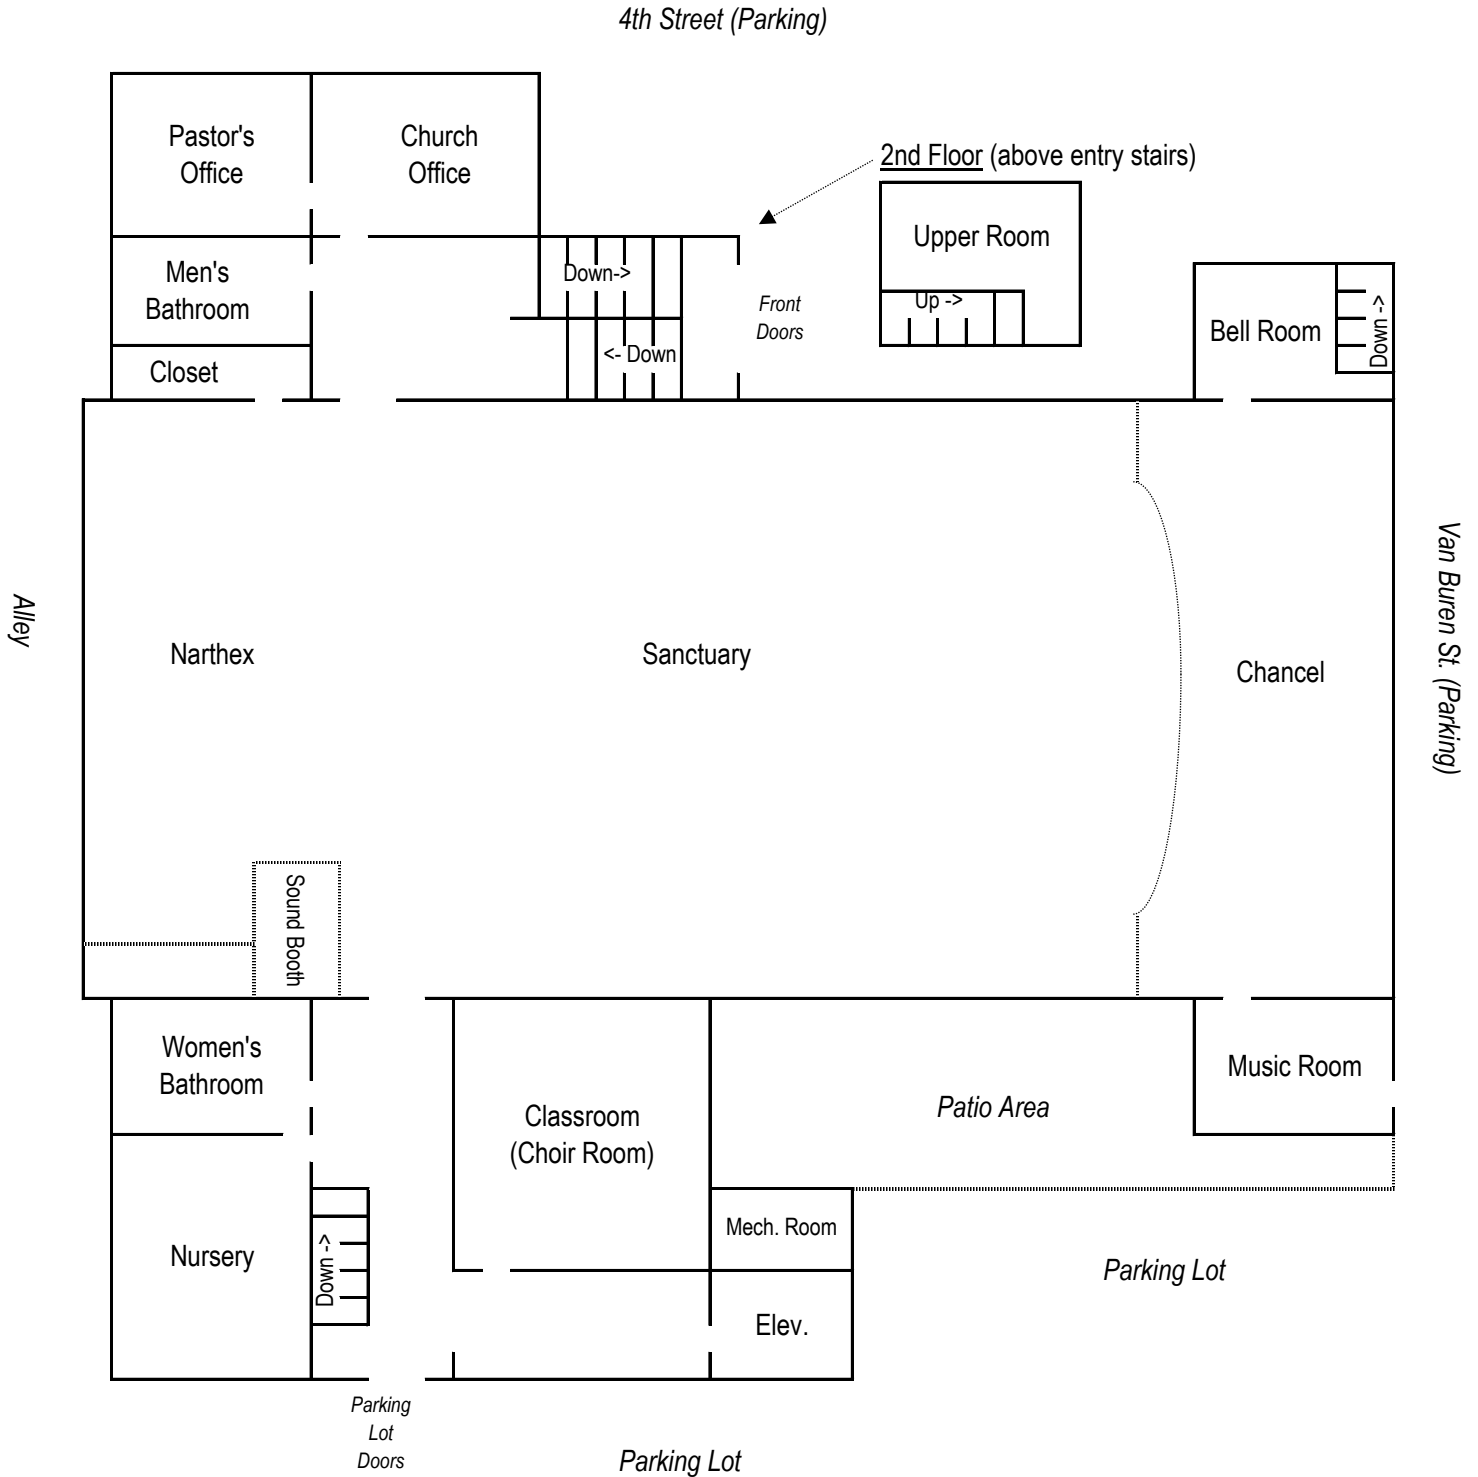 4th Street (Parking)
Pastor's
Office
Church
Office
2nd Floor (above entry stairs)
Upper Room
Up ->
Men's
Bathroom
Closet
Down->
<- Down
Front
Doors
Bell Room
Down ->
Alley
Narthex
Sanctuary
Chancel
Van Buren St. (Parking)
Sound Booth
Women's
Bathroom
Nursery
Down ->
Classroom
(Choir Room)
Patio Area
Music Room
Mech. Room
Elev.
Parking Lot
Parking
Lot
Doors
Parking Lot